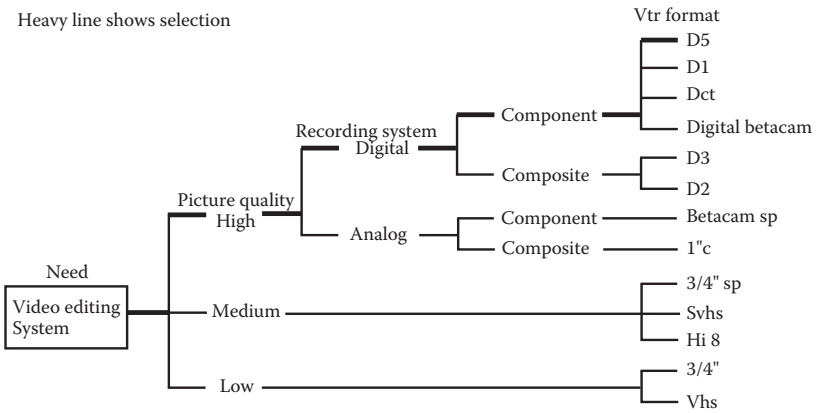 Heavy line shows selection
Vtr format
D5
D1
Dct
Digital betacam
Component
Recording system
Digital
D3
Composite
D2
Picture quality
High
Component
Betacam sp
Analog
Composite
1"c
Need
Video editing
System
3/4" sp
Medium
Svhs
Hi 8
3/4"
Low
Vhs